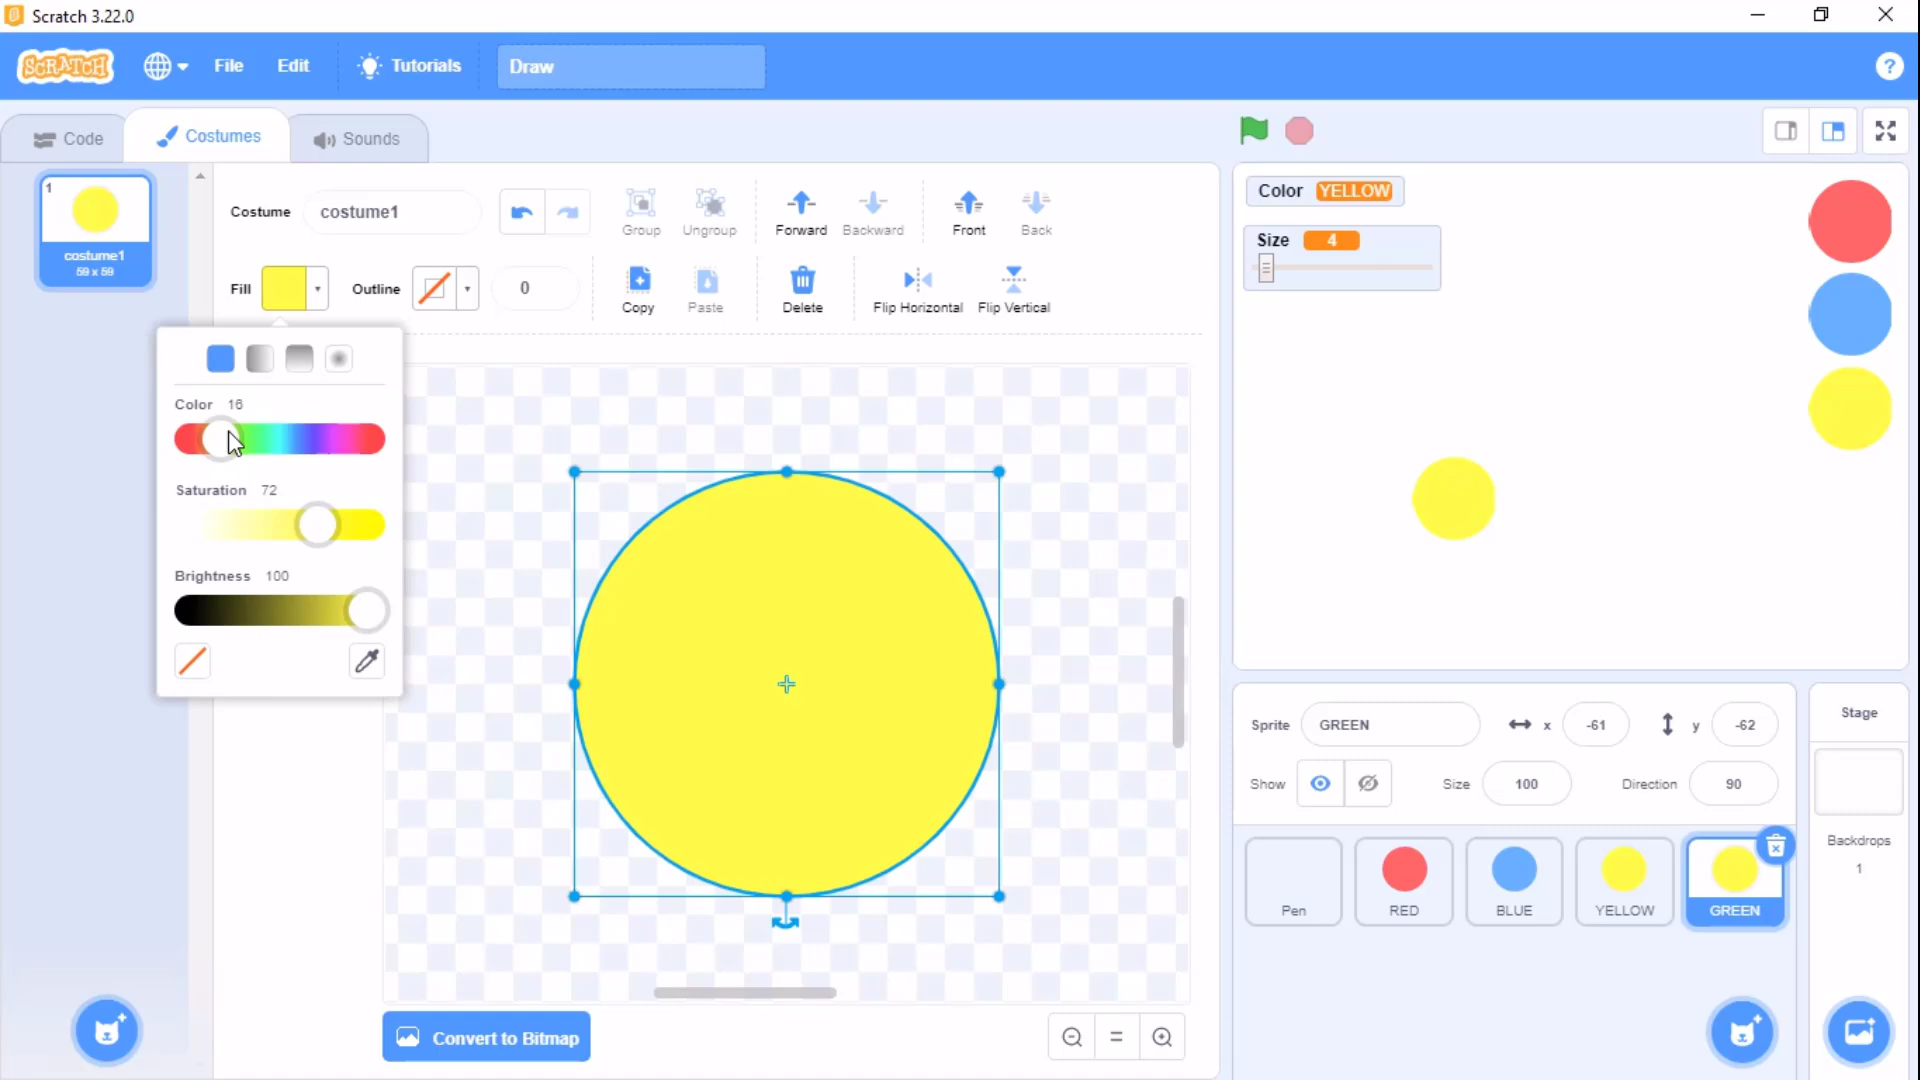 Scratch 3.22.0
SCRATCH File Edit Tutorials Draw ?
Code Costumes Sounds
1
costume1
59 x 59
Costume costume1
Group Ungroup Forward Backward Front Back
Fill Outline 0
Copy Paste Delete Flip Horizontal Flip Vertical
Color 16
Saturation 72
Brightness 100
Convert to Bitmap
Color YELLOW
Size 4
Sprite GREEN x -61 y -62
Show Size 100 Direction 90
Pen RED BLUE YELLOW GREEN
Stage
Backdrops
1